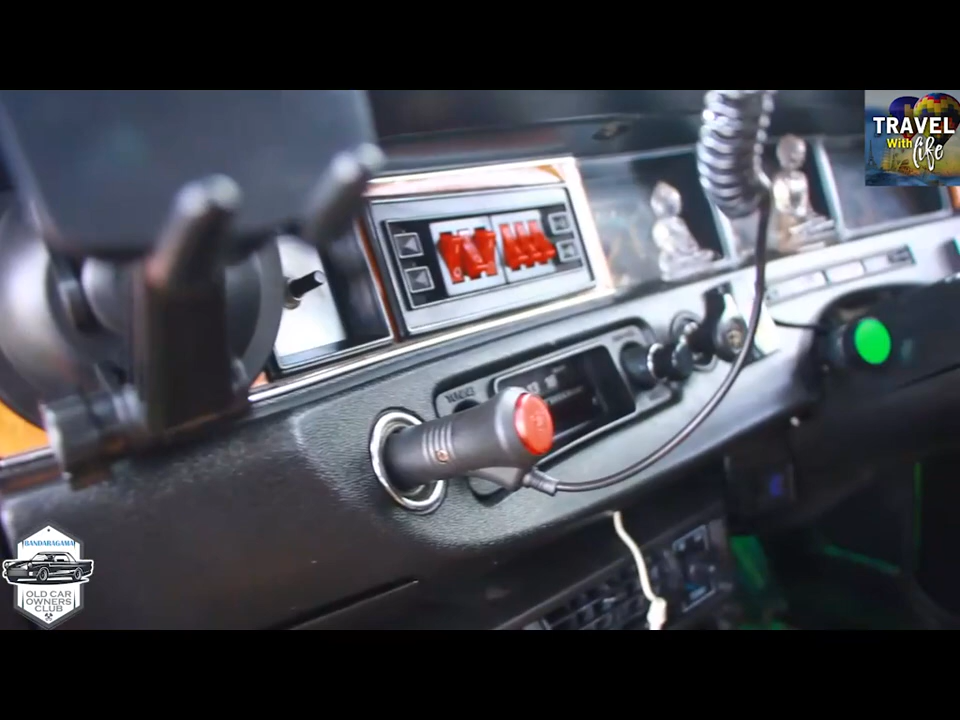 TRAVEL
With
life
BANDARAGAMA
OLD CAR
OWNERS
CLUB